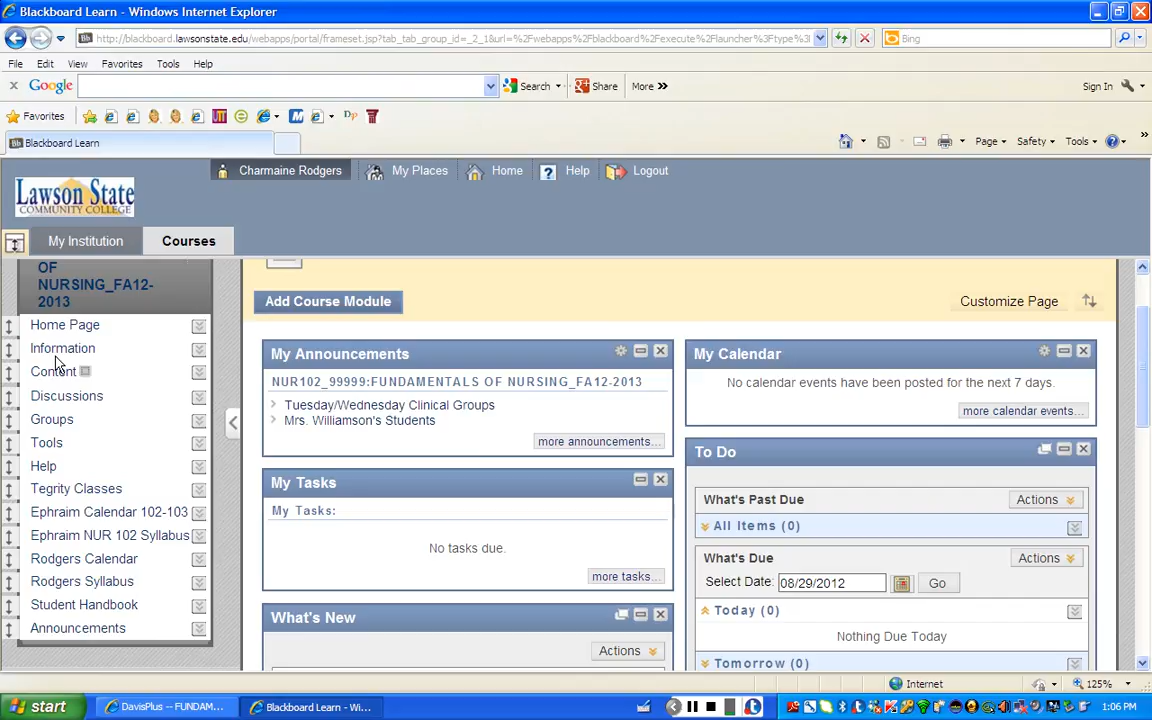 Blackboard Learn - Windows Internet Explorer
http://blackboard.lawsonstate.edu/webapps/portal/frameset.jsp?tab_tab_group_id=_2_1&url=%2Fwebapps%2Fblackboard%2Fexecute%2Flauncher%3Ftype%
Bing
File Edit View Favorites Tools Help
x Google Search Share More » Sign In
Favorites
Blackboard Learn
Page Safety Tools
Charmaine Rodgers My Places Home Help Logout
Lawson State
COMMUNITY COLLEGE
My Institution Courses
OF
NURSING_FA12-
2013
Home Page
Information
Content
Discussions
Groups
Tools
Help
Tegrity Classes
Ephraim Calendar 102-103
Ephraim NUR 102 Syllabus
Rodgers Calendar
Rodgers Syllabus
Student Handbook
Announcements
Add Course Module
Customize Page
My Announcements
NUR102_99999:FUNDAMENTALS OF NURSING_FA12-2013
Tuesday/Wednesday Clinical Groups
Mrs. Williamson's Students
more announcements...
My Tasks
My Tasks:
No tasks due.
more tasks...
What's New
Actions
My Calendar
No calendar events have been posted for the next 7 days.
more calendar events...
To Do
What's Past Due Actions
All Items (0)
What's Due Actions
Select Date: 08/29/2012 Go
Today (0)
Nothing Due Today
Tomorrow (0)
Internet 125%
start DavisPlus -- FUNDAM... Blackboard Learn - Wi... 1:06 PM